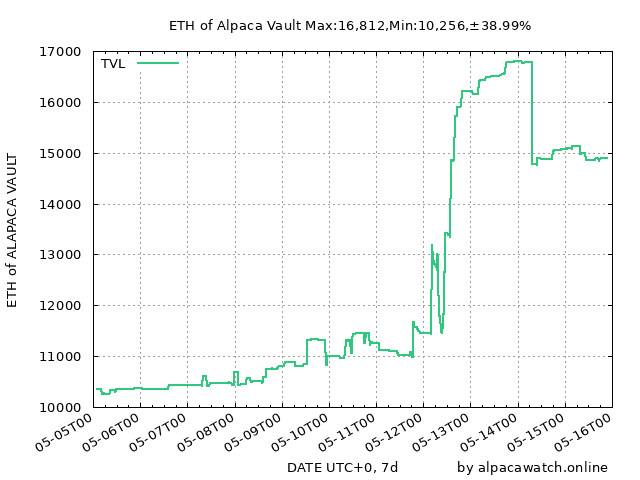 ETH of Alpaca Vault Max:16,812,Min:10,256,±38.99%
TVL
ETH of ALAPACA VAULT
17000
16000
15000
14000
13000
12000
11000
10000
05-05T00
05-06T00
05-07T00
05-08T00
05-09T00
05-10T00
05-11T00
05-12T00
05-13T00
05-14T00
05-15T00
05-16T00
DATE UTC+0, 7d
by alpacawatch.online